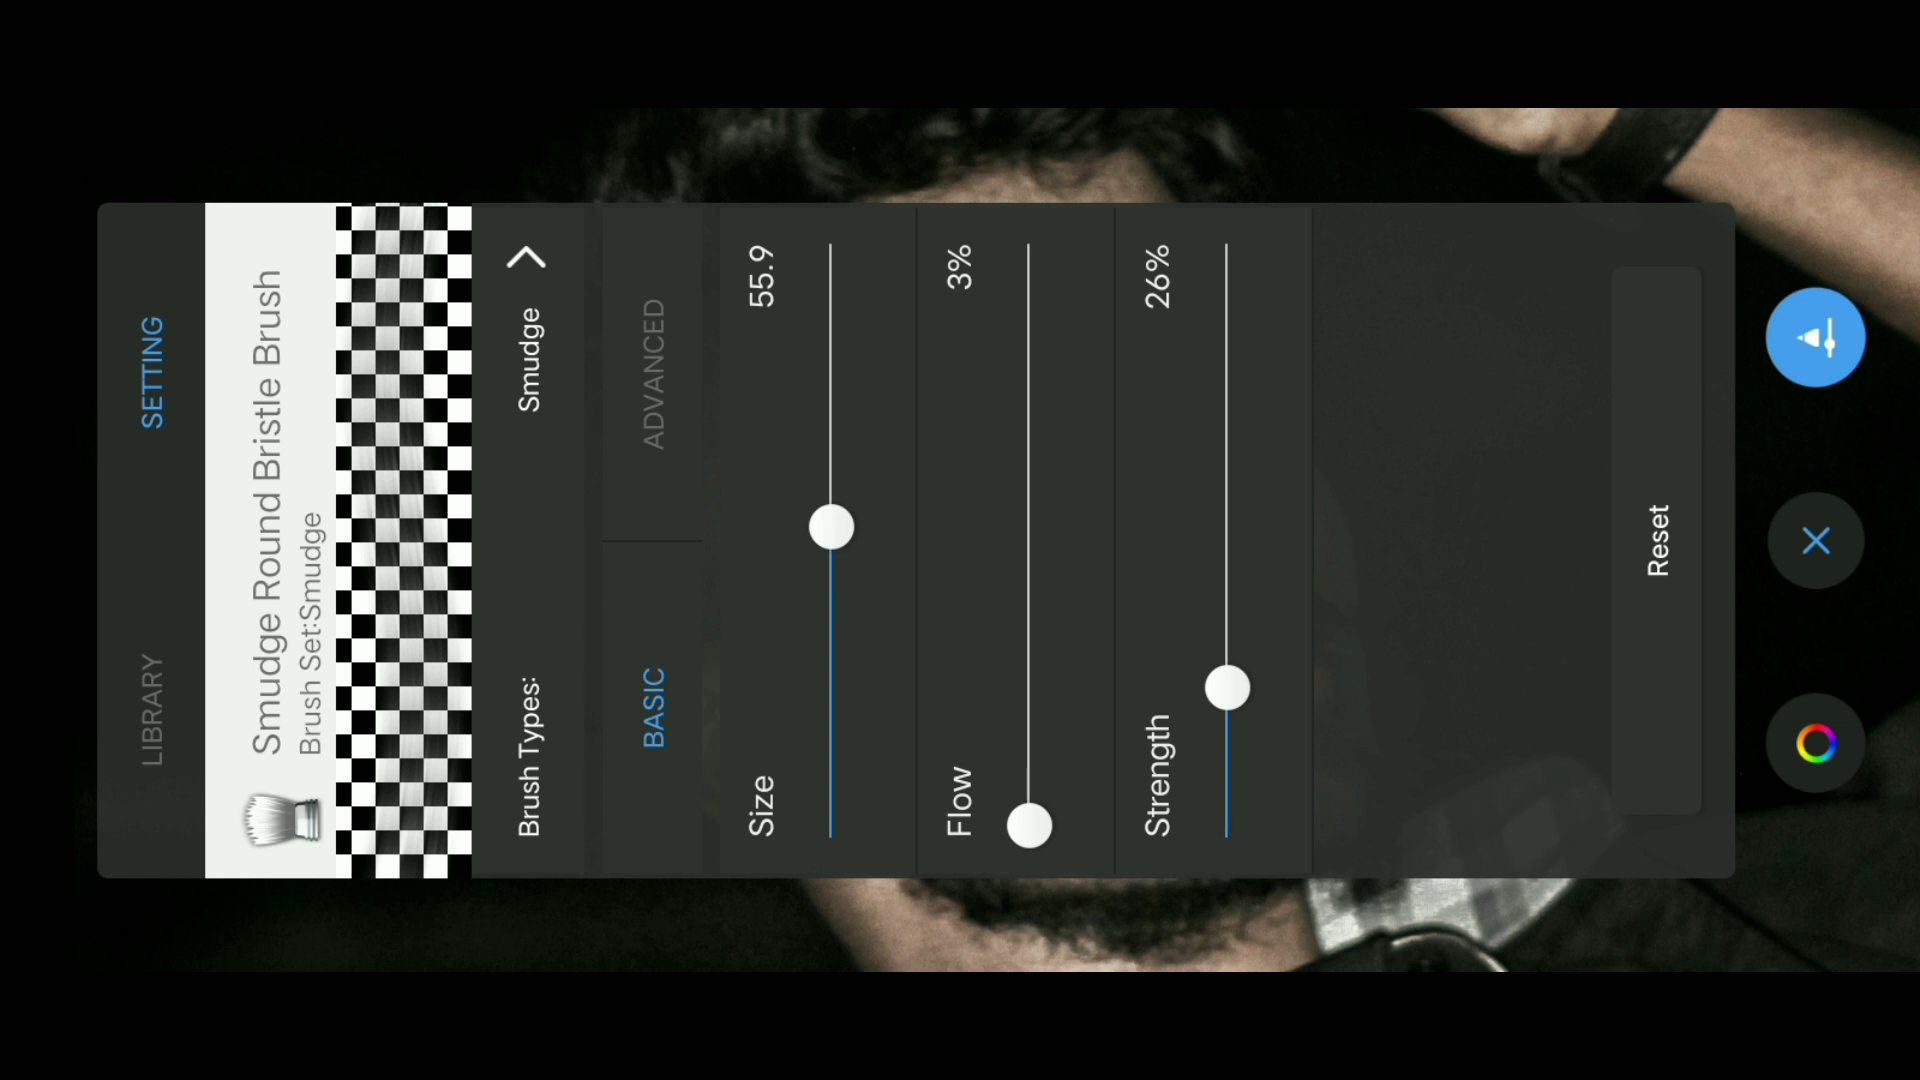 LIBRARY SETTING
Smudge Round Bristle Brush
Brush Set:Smudge
Brush Types: Smudge
BASIC ADVANCED
Size 55.9
Flow 3%
Strength 26%
Reset